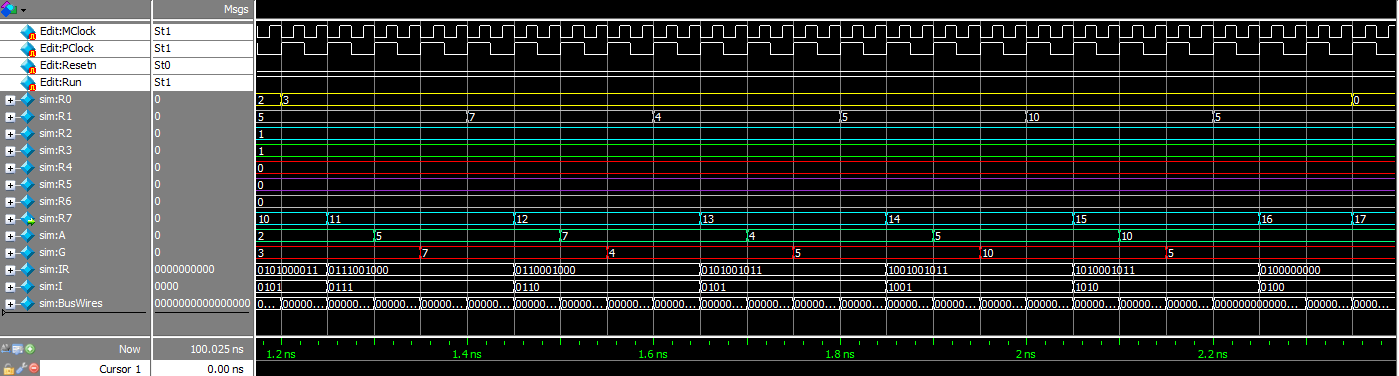 Msgs
Edit:MClock St1
Edit:PClock St1
Edit:Resetn St0
Edit:Run St1
sim:R0 0 2 3 0
sim:R1 0 5 7 4 5 10 5
sim:R2 0 1
sim:R3 0 1
sim:R4 0 0
sim:R5 0 0
sim:R6 0 0
sim:R7 0 10 11 12 13 14 15 16 17
sim:A 0 2 5 7 4 5 10
sim:G 0 3 7 4 5 10 5
sim:IR 0000000000 0101000011 0111001000 0110001000 0101001011 1001001011 1010001011 0100000000
sim:I 0000 0101 0111 0110 0101 1001 1010 0100
sim:BusWires 0000000000000000 0... 00000... 00000... 00000... 00000... 00000... 00000... 00000... 00000... 00000... 00000... 00000... 00000... 00000... 00000... 00000... 00000... 00000... 00000... 00000... 00000... 000000000000... 00000... 00000... 0000...
Now 100.025 ns
Cursor 1 0.00 ns
1.2 ns 1.4 ns 1.6 ns 1.8 ns 2 ns 2.2 ns